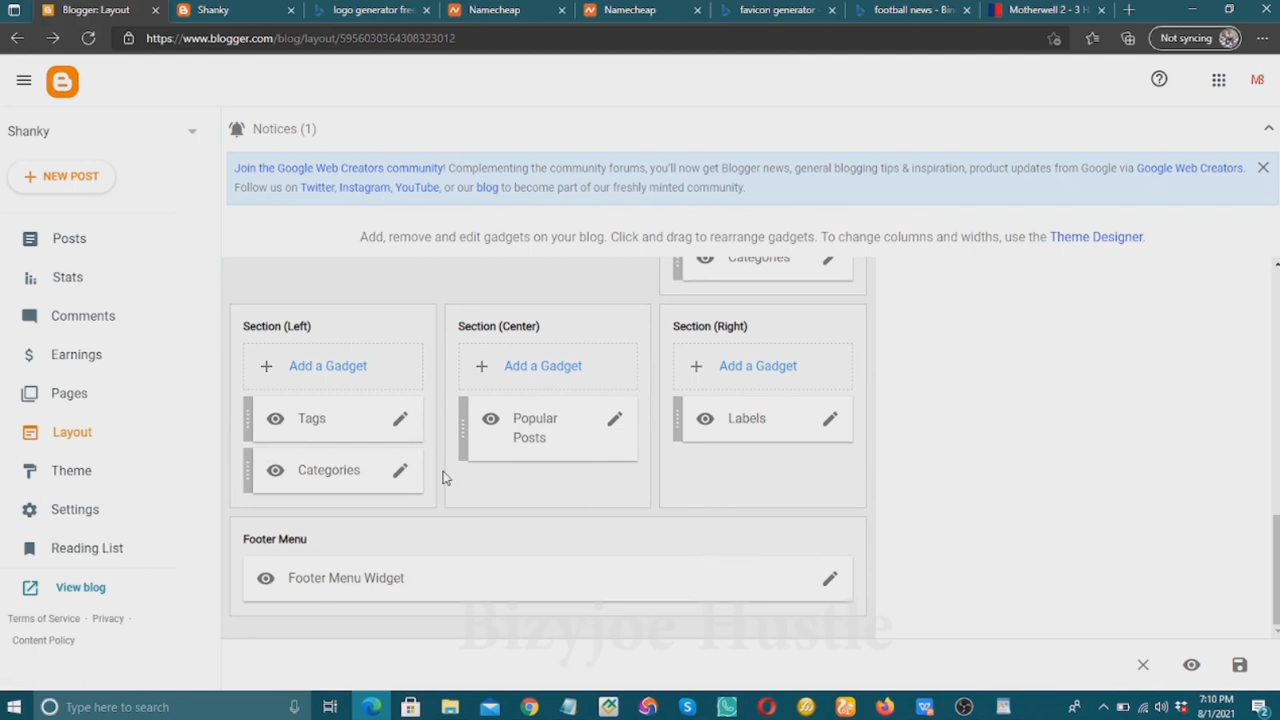 Blogger: Layout
Shanky
logo generator fre
Namecheap
Namecheap
favicon generator
football news - Bin
Motherwell 2 - 3 H
https://www.blogger.com/blog/layout/5956030364308323012
Not syncing
MB
Shanky
Notices (1)
NEW POST
Join the Google Web Creators community! Complementing the community forums, you'll now get Blogger news, general blogging tips & inspiration, product updates from Google via Google Web Creators.
Follow us on Twitter, Instagram, YouTube, or our blog to become part of our freshly minted community.
Add, remove and edit gadgets on your blog. Click and drag to rearrange gadgets. To change columns and widths, use the Theme Designer.
Posts
Stats
Comments
Earnings
Pages
Layout
Theme
Settings
Reading List
View blog
Terms of Service · Privacy ·
Content Policy
Categories
Section (Left)
Add a Gadget
Tags
Categories
Section (Center)
Add a Gadget
Popular
Posts
Section (Right)
Add a Gadget
Labels
Footer Menu
Footer Menu Widget
Bizyjoe Hustle
Type here to search
7:10 PM
8/1/2021